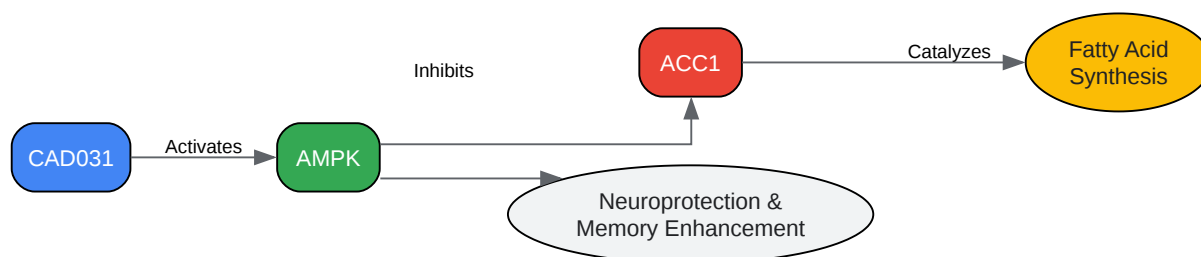 CAD031
Activates
AMPK
Inhibits
ACC1
Catalyzes
Fatty Acid
Synthesis
Neuroprotection &
Memory Enhancement